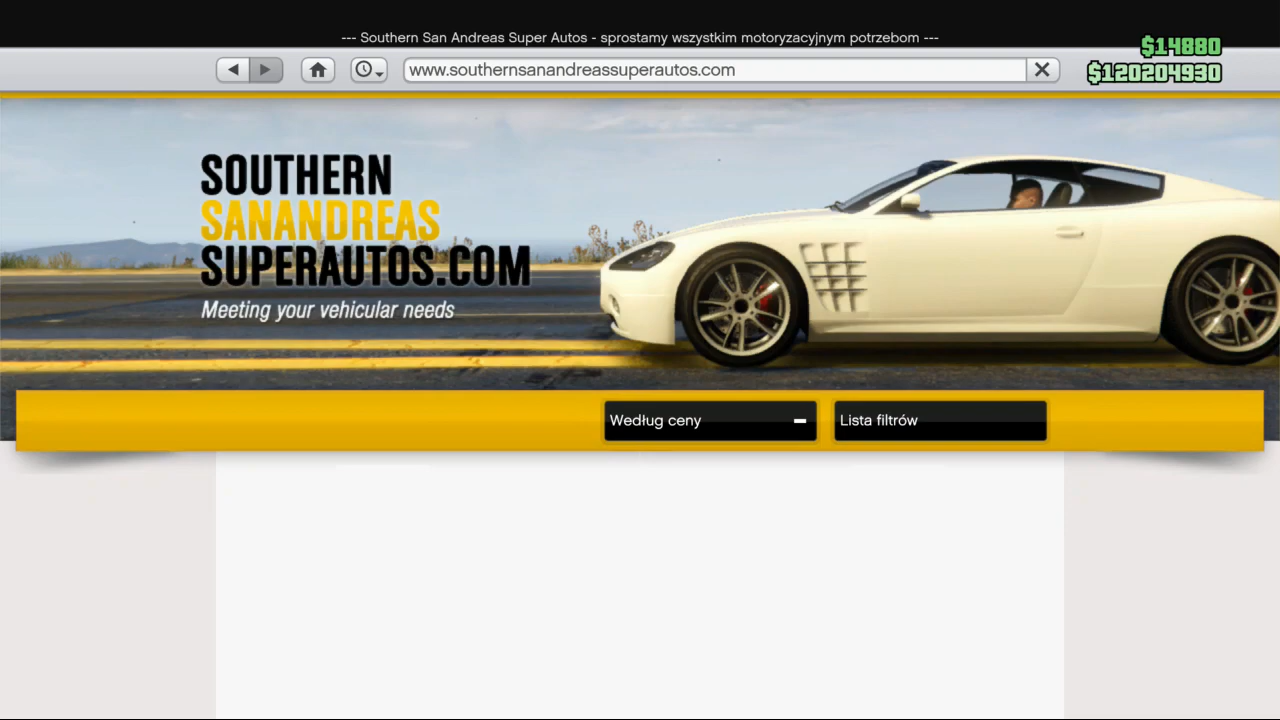 --- Southern San Andreas Super Autos - sprostamy wszystkim motoryzacyjnym potrzebom ---
$14880
www.southernsanandreassuperautos.com
$120204930
SOUTHERN
SANANDREAS
SUPERAUTOS.COM
Meeting your vehicular needs
Według ceny
Lista filtrów